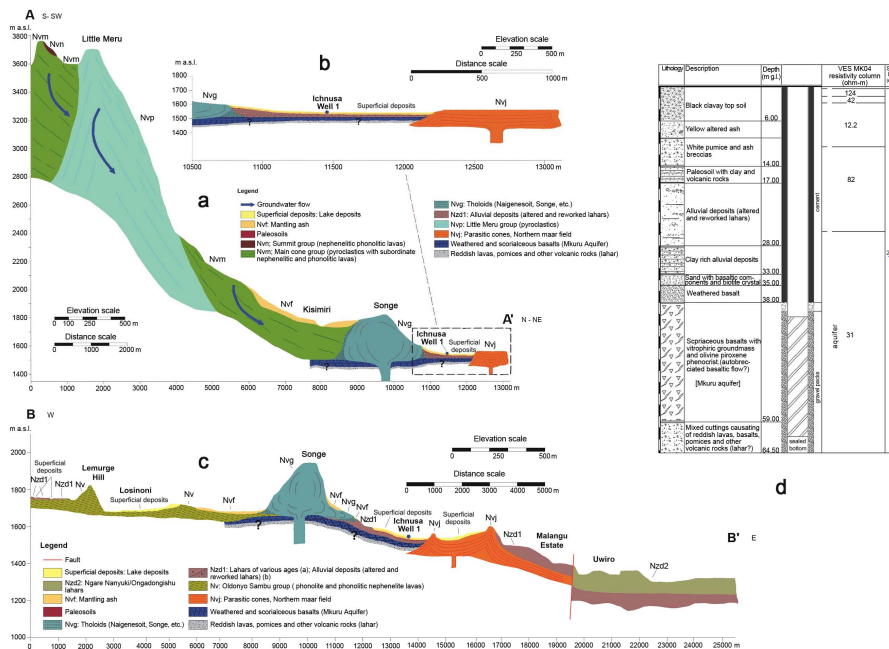 A
S- SW
m a.s.l.
Nvm
Nvn
Nvm
Little Meru
3800
3600
3400
3200
3000
2800
2600
2400
2200
2000
1800
1600
1400
Nvp
Nvm
Nvf
Kisimiri
Songe
Nvg
Ichnusa
Well 1
Superficial
deposits
Nvj
A'
N - NE
?
?
0 1000 2000 3000 4000 5000 6000 7000 8000 9000 10000 11000 12000 13000 m
Elevation scale
0 100 250 500 m
Distance scale
0 1000 2000 m
a
Legend
Groundwater flow
Superficial deposits: Lake deposits
Nvf: Mantling ash
Paleosoils
Nvn; Summit group (nephelinitic phonolitic lavas)
Nvm; Main cone group (pyroclastics with subordinate
nephelinitic and phonolitic lavas)
Nvg: Tholoids (Naigenesoit, Songe, etc.)
Nzd1: Alluvial deposits (altered and reworked lahars)
Nvp: Little Meru group (pyroclastics)
Nvj: Parasitic cones, Northern maar field
Weathered and scoriaceous basalts (Mkuru Aquifer)
Reddish lavas, pomices and other volcanic rocks (lahar)
b
Elevation scale
0 250 500 m
Distance scale
0 500 1000 m
m a.s.l.
1800
1700
1600
1500
1400
Nvg
Ichnusa
Well 1
Superficial deposits
Nvj
?
?
10500 11000 11500 12000 12500 13000 m
B
W
m a.s.l.
2000
1800
1600
1400
1200
1000
C
Superficial
deposits
Nzd1
Nzd1
Nv
Lemurge
Hill
Losinoni
Superficial deposits
Nv
Nvf
Nvg
Songe
Nvf
Nvg
Nvf
Nzd1
Ichnusa
Well 1
Nvj
Superficial deposits
Nvj
Nzd1
Malangu
Estate
Uwiro
Nzd2
B'
E
?
?
Elevation scale
0 250 500 m
Distance scale
0 1000 2000 3000 4000 5000 m
Legend
Fault
Superficial deposits: Lake deposits
Nzd2: Ngare Nanyuki/Ongadongishu
lahars
Nvf: Mantling ash
Paleosoils
Nvg: Tholoids (Naigenesoit, Songe, etc.)
Nzd1: Lahars of various ages (a); Alluvial deposits (altered
and reworked lahars) (b)
Nv: Oldonyo Sambu group ( phonolite and phonolitic nephenelite lavas)
Nvj: Parasitic cones, Northern maar field
Weathered and scoriaceous basalts (Mkuru Aquifer)
Reddish lavas, pomices and other volcanic rocks (lahar)
0 1000 2000 3000 4000 5000 6000 7000 8000 9000 10000 11000 12000 13000 14000 15000 16000 17000 18000 19000 20000 21000 22000 23000 24000 25000 m
d
Lithology
Description
Depth
(m g.l.)
VES MK04
resistivity column
(ohm-m)
Black clavay top soil
6.00
Yellow altered ash
White pumice and ash
breccias
14.00
Paleosoil with clay and
volcanic rocks
17.00
Alluvial deposits (altered
and reworked lahars)
28.00
Clay rich alluvial deposits
33.00
Sand with basaltic com-
ponents and biotite crystal
35.00
Weathered basalt
38.00
Scpriaceous basalts with
vitrophiric groundmass
and olivine piroxene
phenocrist.(autobrec-
ciated basaltic flow?)
[Mkuru aquifer]
59.00
Mixed cuttings causating
of reddish lavas, basalts,
pomices and other
volcanic rocks (lahar?)
64.50
cement
gravel packs
sealed
bottom
aquifer
124
42
12.2
82
31